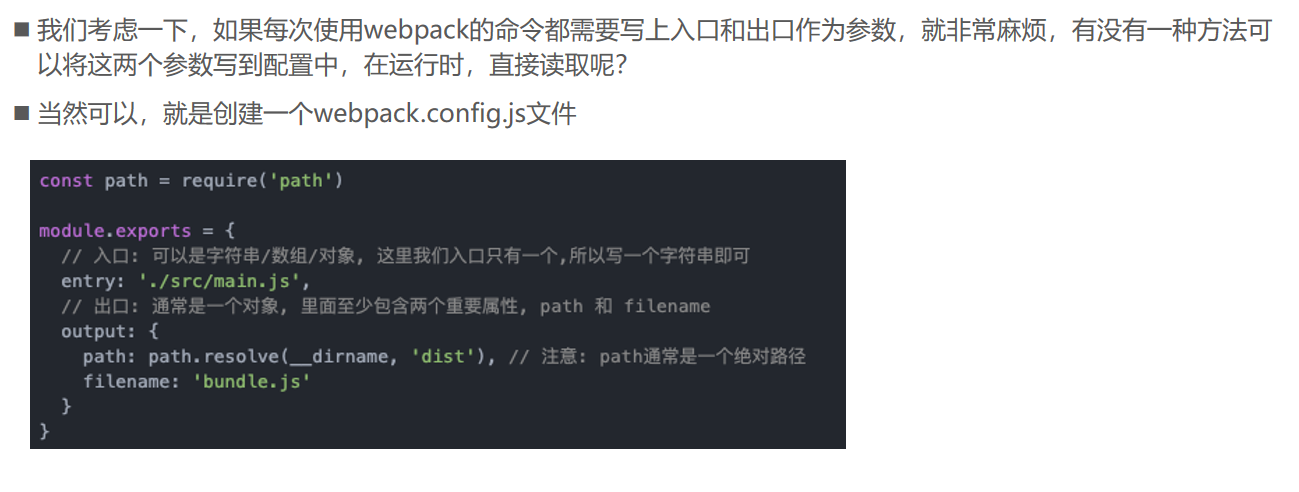 ■ 我们考虑一下，如果每次使用webpack的命令都需要写上入口和出口作为参数，就非常麻烦，有没有一种方法可
以将这两个参数写到配置中，在运行时，直接读取呢？
■ 当然可以，就是创建一个webpack.config.js文件
const path = require('path')
module.exports = {
  // 入口: 可以是字符串/数组/对象, 这里我们入口只有一个,所以写一个字符串即可
  entry: './src/main.js',
  // 出口: 通常是一个对象, 里面至少包含两个重要属性, path 和 filename
  output: {
    path: path.resolve(__dirname, 'dist'), // 注意: path通常是一个绝对路径
    filename: 'bundle.js'
  }
}